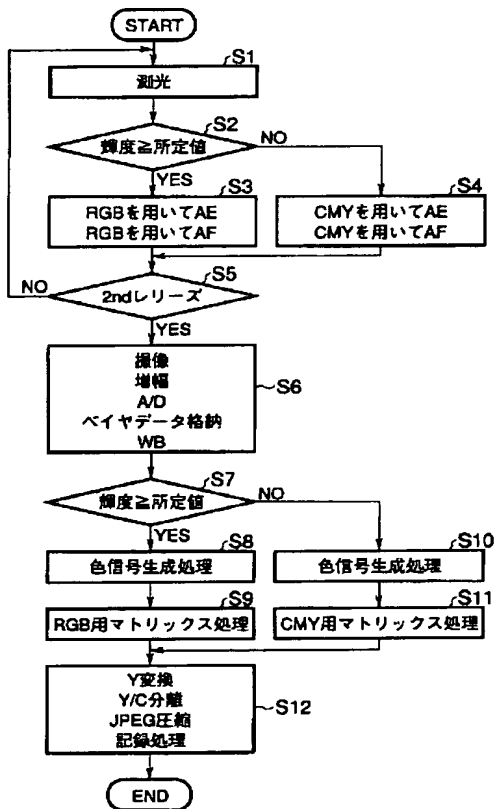 START
S1
測光
S2
輝度≧所定値
NO
YES
S3
RGBを用いてAE
RGBを用いてAF
S4
CMYを用いてAE
CMYを用いてAF
S5
NO
2ndレリーズ
YES
撮像
増幅
A/D
ベイヤデータ格納
WB
S6
S7
輝度≧所定値
NO
YES
S8
色信号生成処理
S10
色信号生成処理
S9
RGB用マトリックス処理
S11
CMY用マトリックス処理
Y変換
Y/C分離
JPEG圧縮
記録処理
S12
END